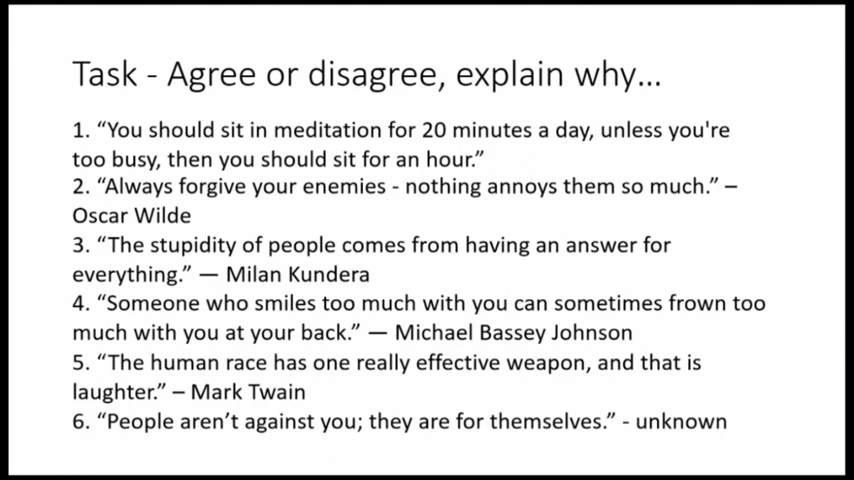 Task - Agree or disagree, explain why...
1. “You should sit in meditation for 20 minutes a day, unless you're
too busy, then you should sit for an hour.”
2. “Always forgive your enemies - nothing annoys them so much.” –
Oscar Wilde
3. “The stupidity of people comes from having an answer for
everything.” — Milan Kundera
4. “Someone who smiles too much with you can sometimes frown too
much with you at your back.” — Michael Bassey Johnson
5. “The human race has one really effective weapon, and that is
laughter.” – Mark Twain
6. “People aren’t against you; they are for themselves.” - unknown